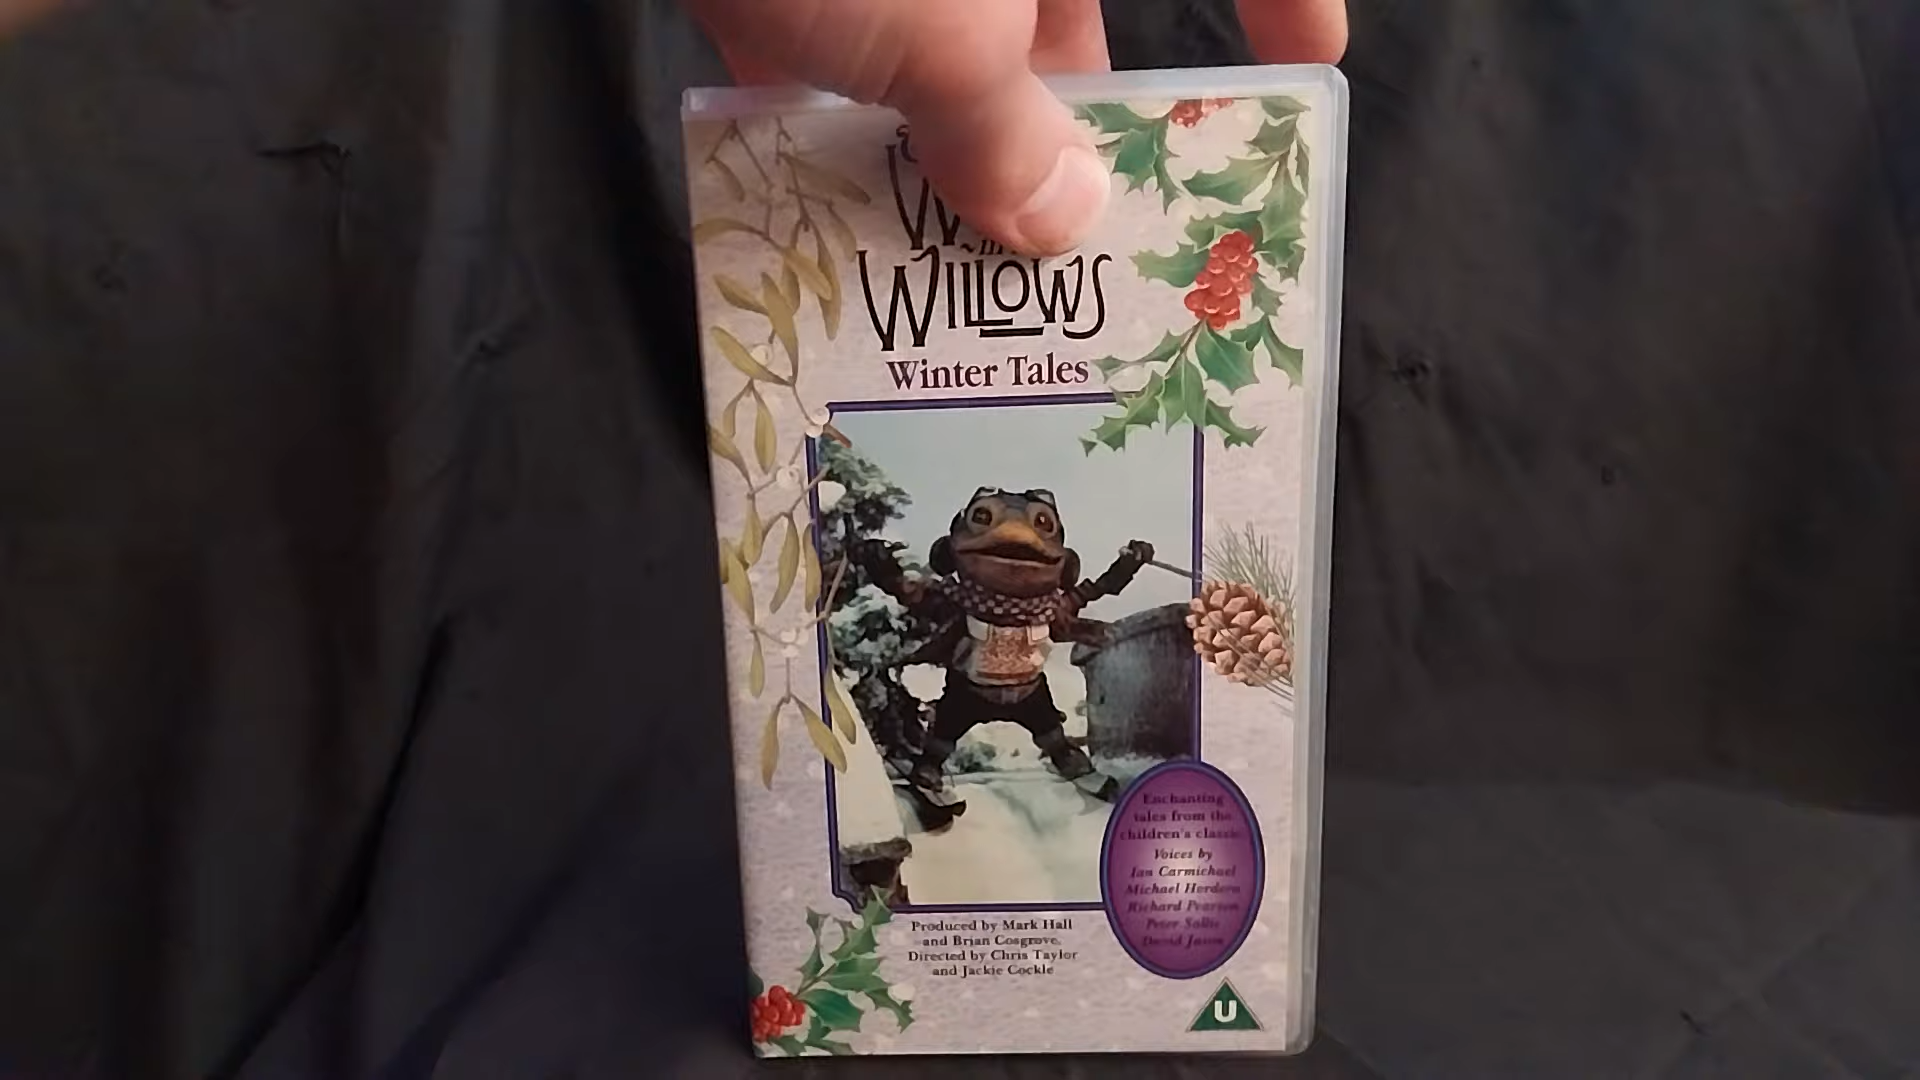 WILLOWS
Winter Tales
Enchanting
tales from the
children's classic
Voices by
Ian Carmichael
Michael Hordern
Richard Pearson
Peter Sallis
David Jason
Produced by Mark Hall
and Brian Cosgrove,
Directed by Chris Taylor
and Jackie Cockle
U